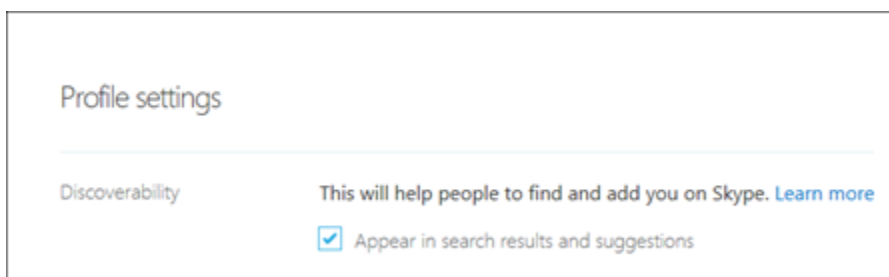 Profile settings
Discoverability
This will help people to find and add you on Skype. Learn more
Appear in search results and suggestions